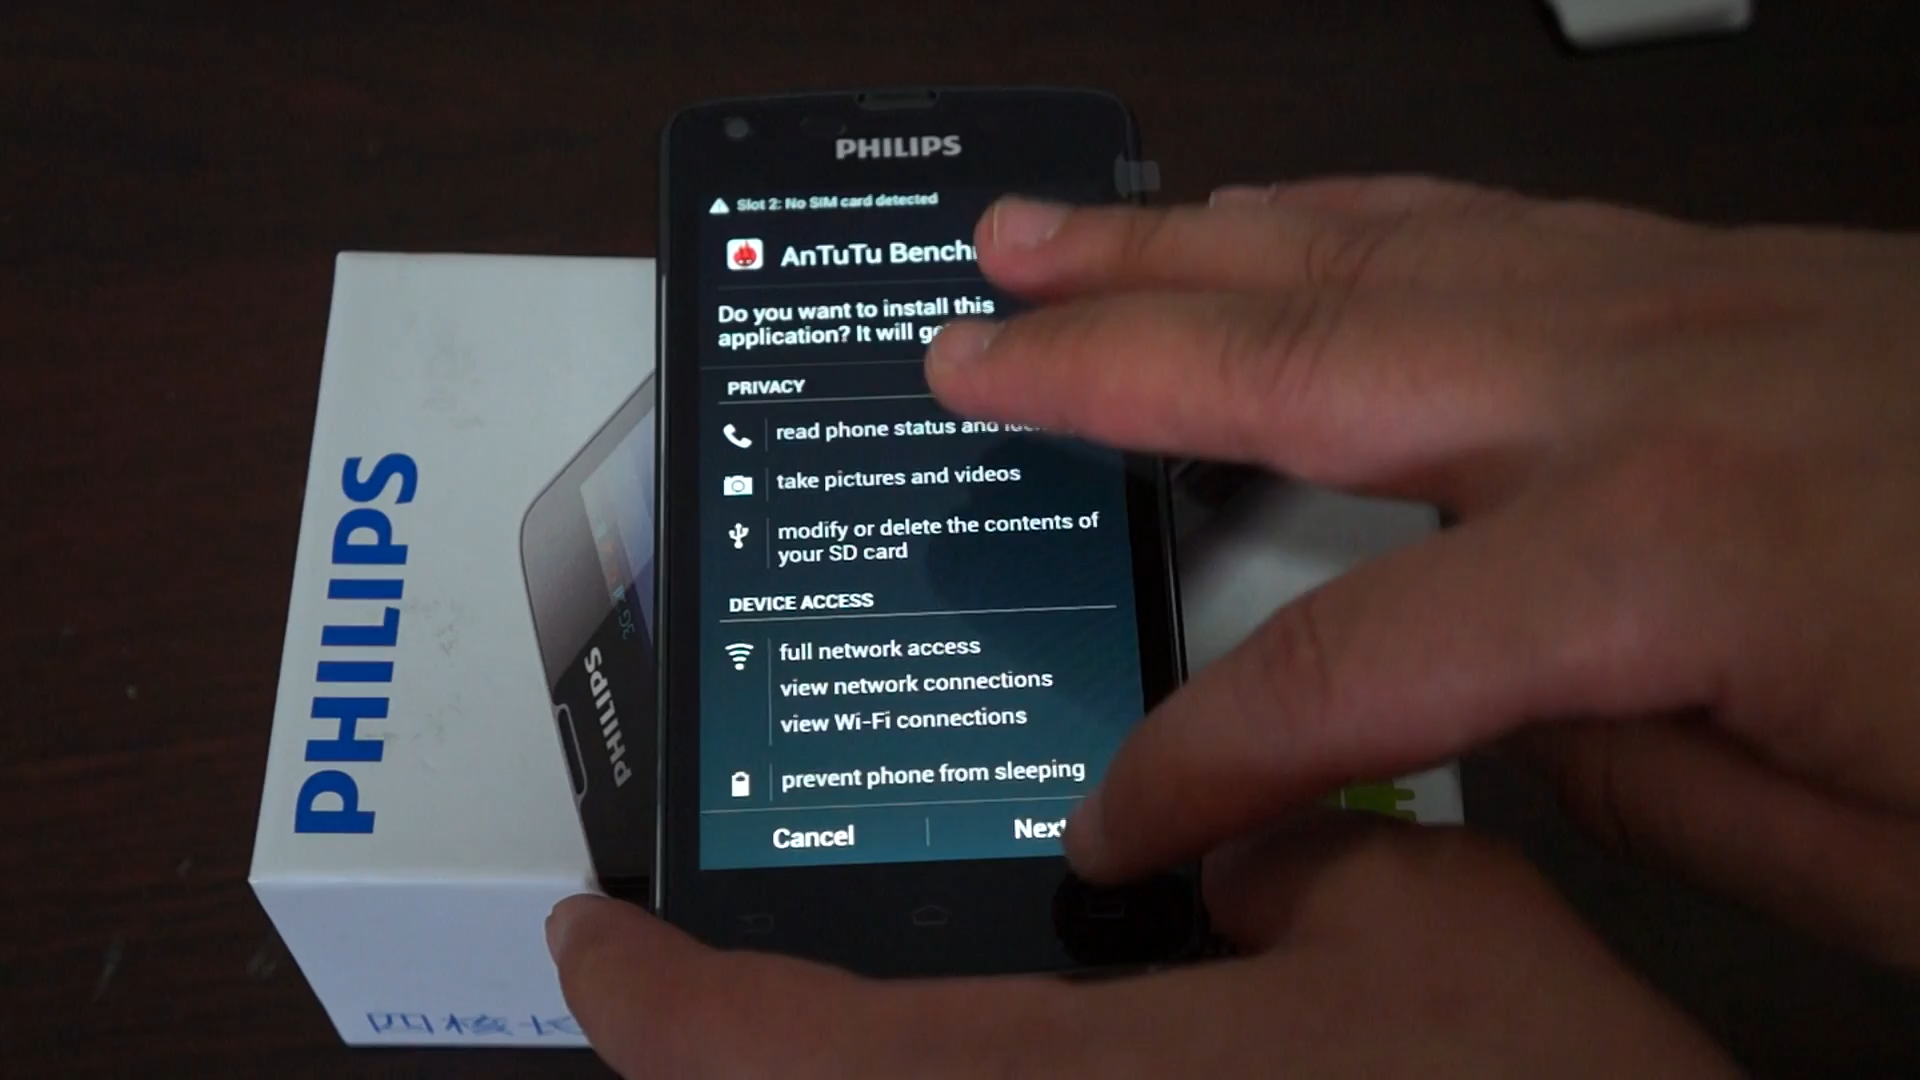 PHILIPS
Slot 2: No SIM card detected
AnTuTu Bench
Do you want to install this
application? It will
PRIVACY
read phone status and
take pictures and videos
modify or delete the contents of
your SD card
DEVICE ACCESS
full network access
view network connections
view Wi-Fi connections
prevent phone from sleeping
Cancel
Next
PHILIPS
PHILIPS
3G